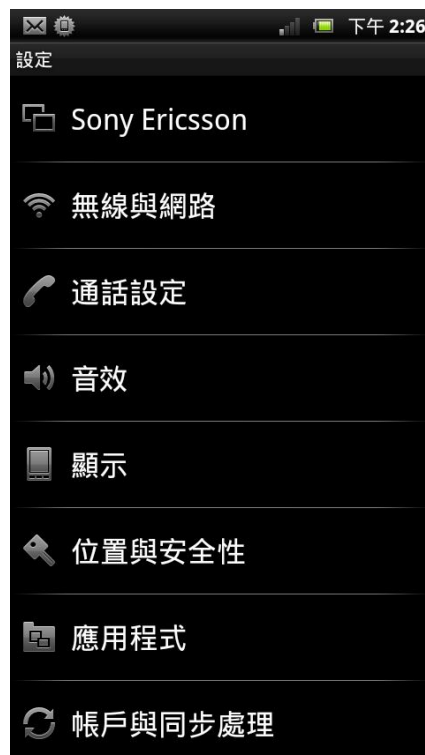 下午 2:26
設定
Sony Ericsson
無線與網路
通話設定
音效
顯示
位置與安全性
應用程式
帳戶與同步處理